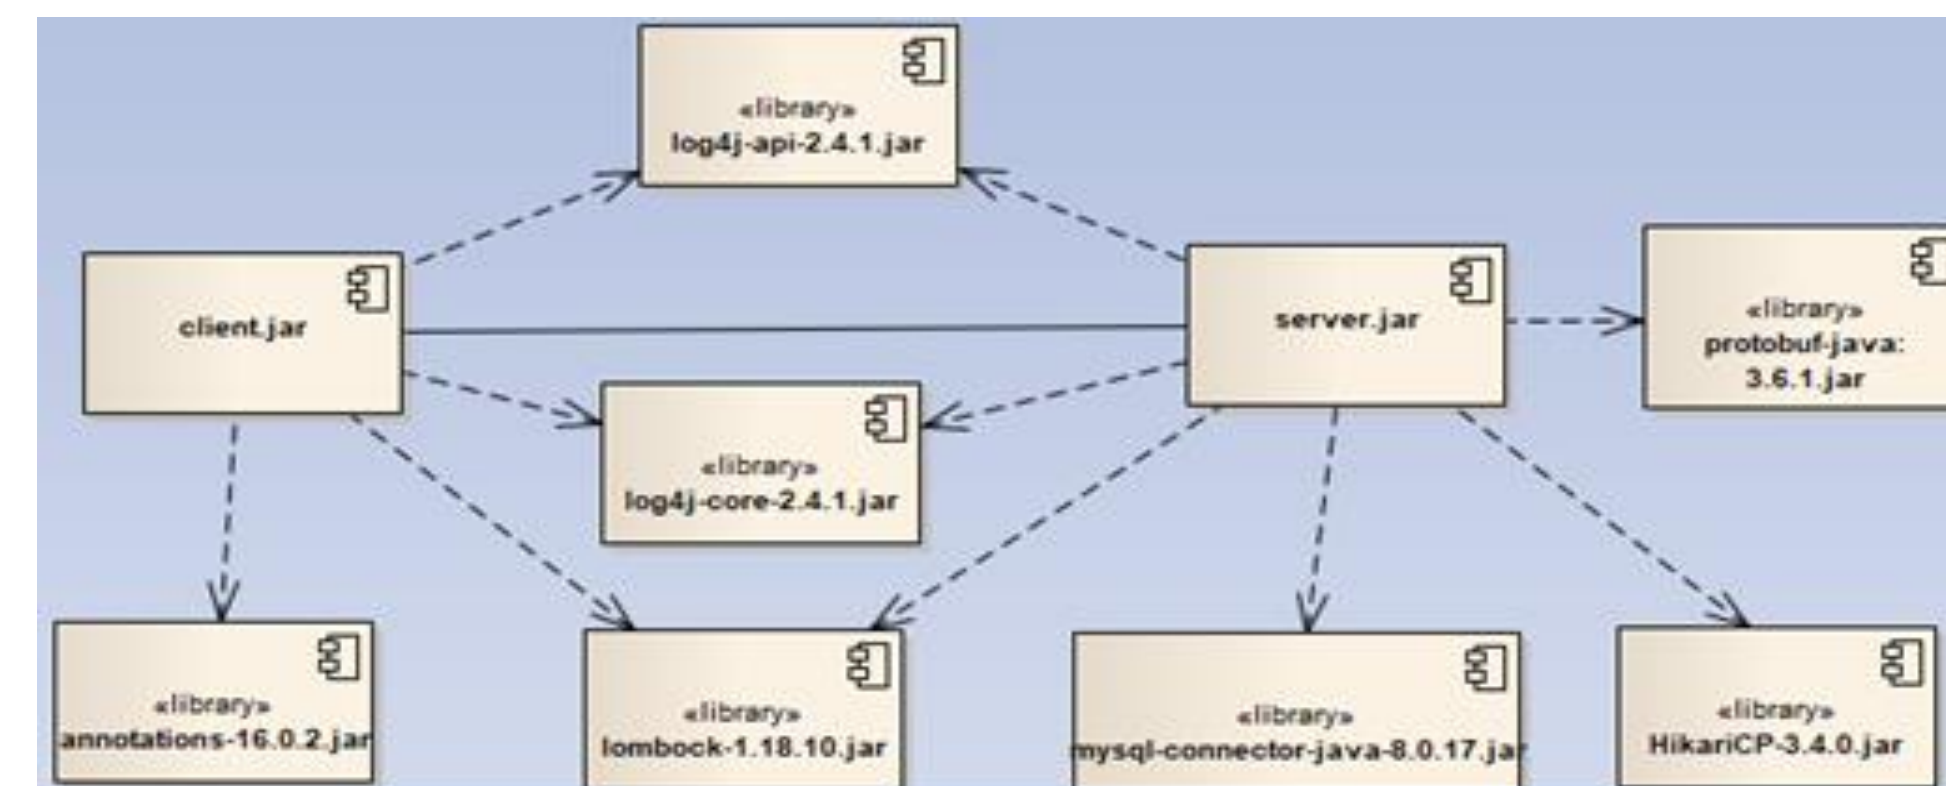 «library»
log4j-api-2.4.1.jar
client.jar
server.jar
«library»
protobuf-java:
3.6.1.jar
«library»
log4j-core-2.4.1.jar
«library»
annotations-16.0.2.jar
«library»
lombock-1.18.10.jar
«library»
mysql-connector-java-8.0.17.jar
«library»
HikariCP-3.4.0.jar